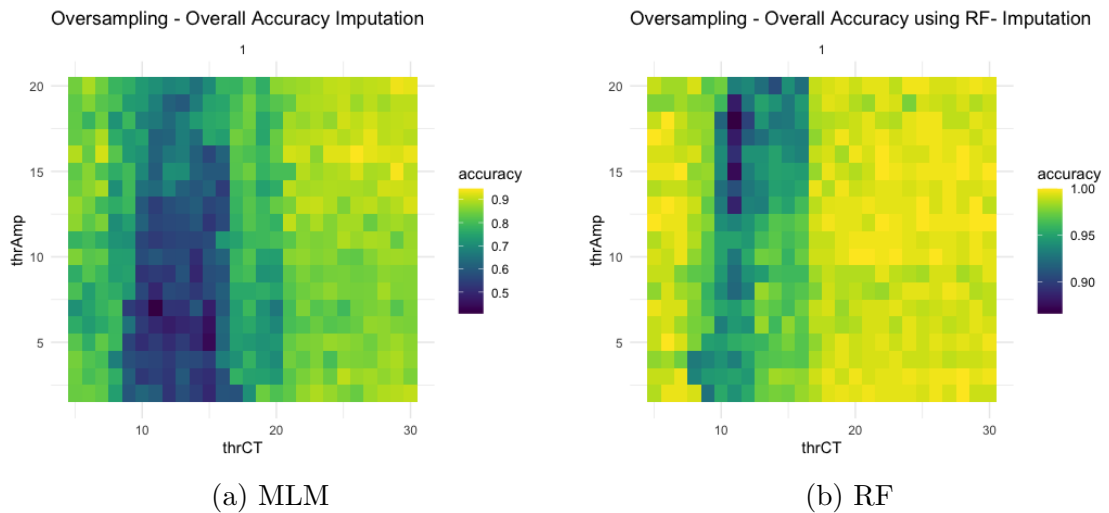 Oversampling - Overall Accuracy Imputation
1
20
15
10
5
thrAmp
10
20
30
thrCT
accuracy
0.9
0.8
0.7
0.6
0.5
(a) MLM
Oversampling - Overall Accuracy using RF- Imputation
1
20
15
10
5
thrAmp
10
20
30
thrCT
accuracy
1.00
0.95
0.90
(b) RF